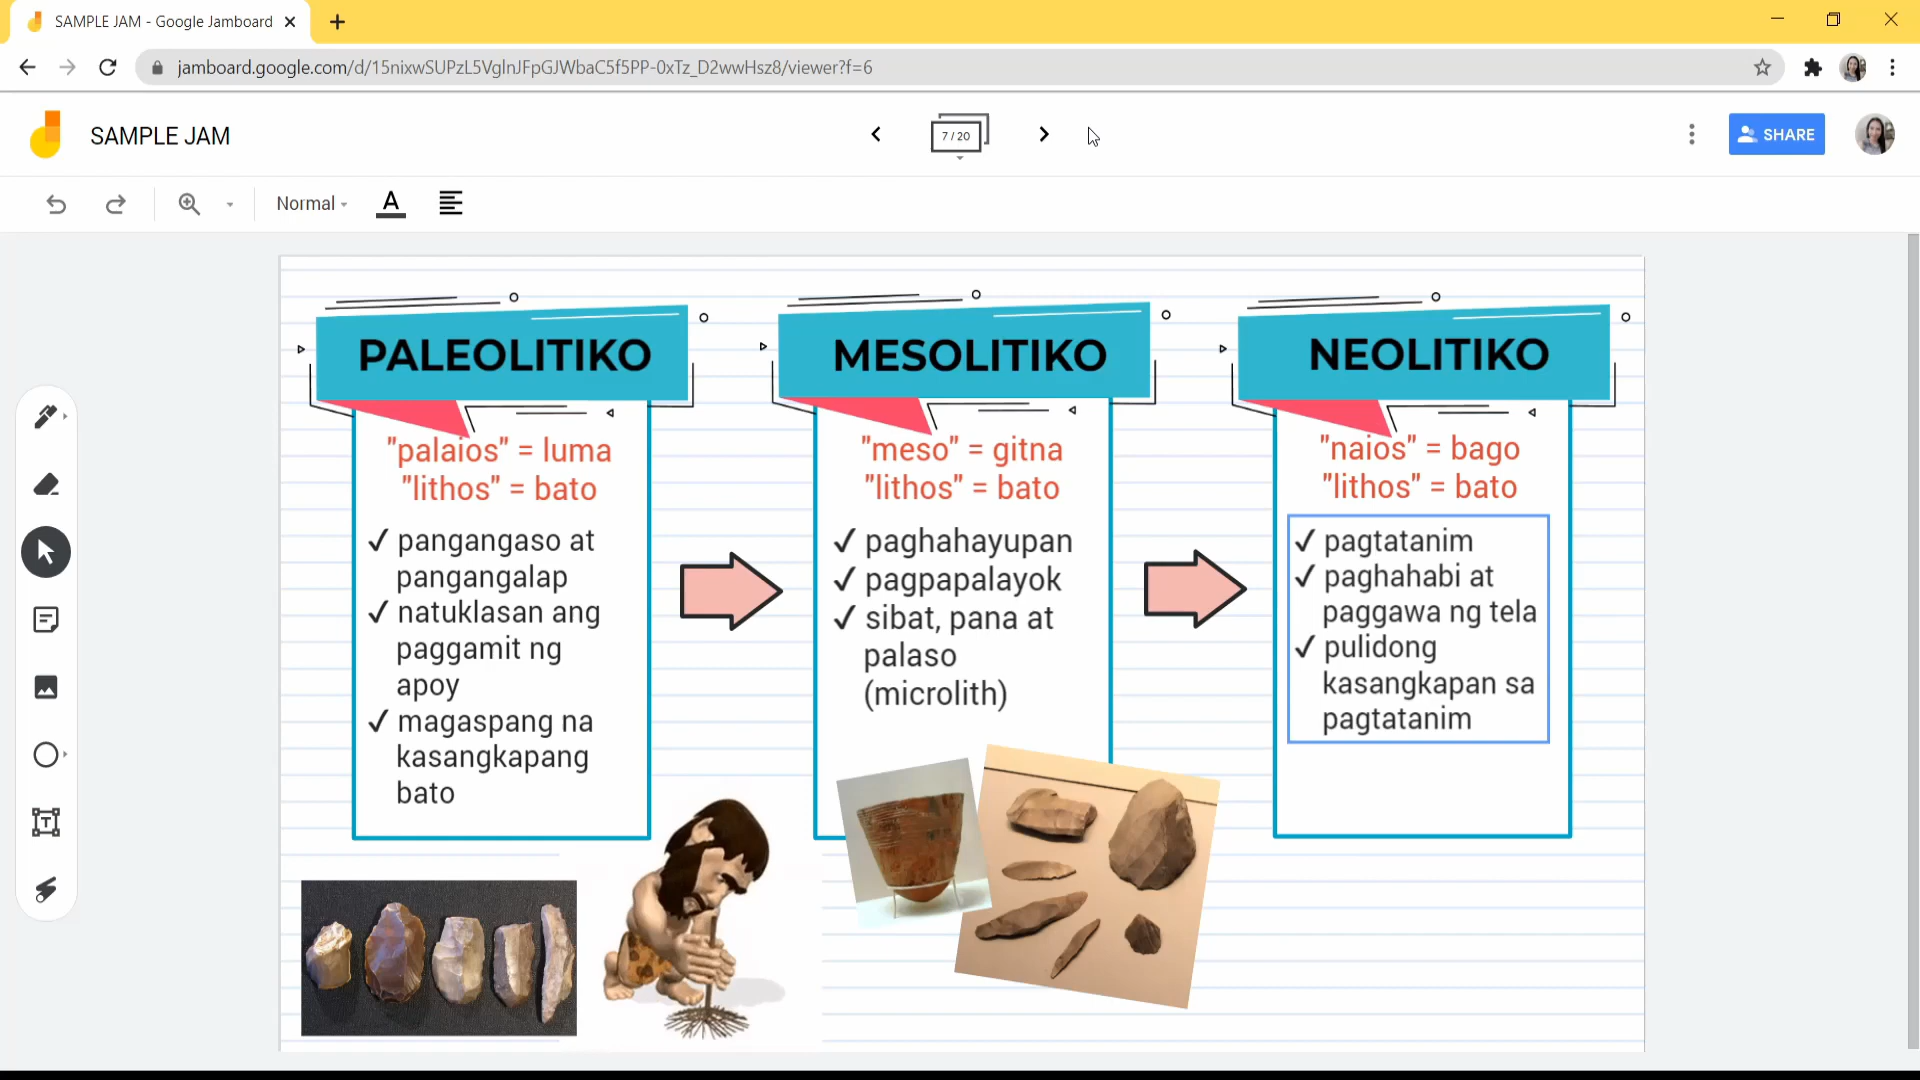 SAMPLE JAM - Google Jamboard
jamboard.google.com/d/15nixwSUPzL5VglnJFpGJWbaC5f5PP-0xTz_D2wwHsz8/viewer?f=6
SAMPLE JAM
7 / 20
SHARE
Normal
A
PALEOLITIKO
"palaios" = luma
"lithos" = bato
✓ pangangaso at
pangangalap
✓ natuklasan ang
paggamit ng
apoy
✓ magaspang na
kasangkapang
bato
MESOLITIKO
"meso" = gitna
"lithos" = bato
✓ paghahayupan
✓ pagpapalayok
✓ sibat, pana at
palaso
(microlith)
NEOLITIKO
"naios" = bago
"lithos" = bato
✓ pagtatanim
✓ paghahabi at
paggawa ng tela
✓ pulidong
kasangkapan sa
pagtatanim